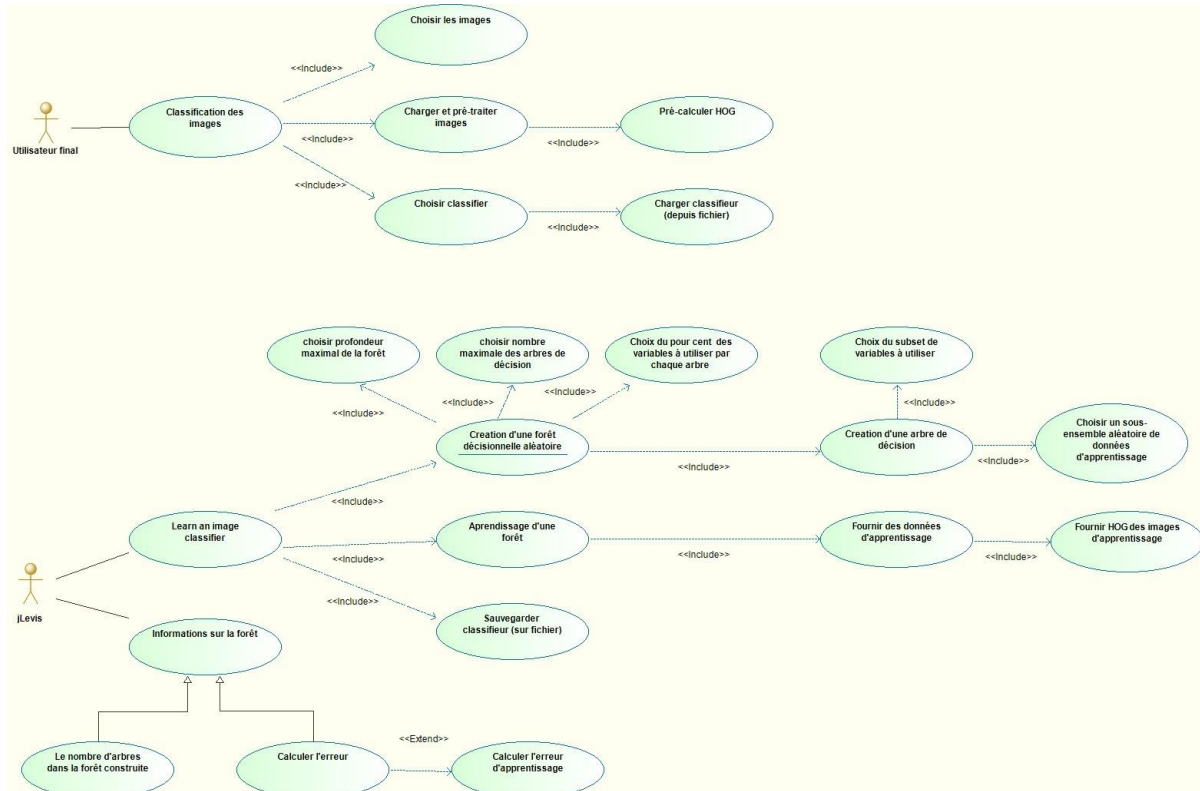 Choisir les images
<<Include>>
Classification des
images
Charger et pré-traiter
images
Pré-calculer HOG
Utilisateur final
<<Include>>
<<Include>>
<<Include>>
Choisir classifier
Charger classifieur
(depuis fichier)
<<Include>>
choisir profondeur
maximal de la forêt
choisir nombre
maximale des arbres de
décision
Choix du pour cent des
variables à utiliser par
chaque arbre
Choix du subset de
variables à utiliser
<<Include>>
<<Include>>
<<Include>>
<<Include>>
Creation d'une forêt
décisionnelle aléatoire
Creation d'une arbre de
décision
Choisir un sous-
ensemble aléatoire de
données
d'apprentissage
<<Include>>
<<Include>>
<<Include>>
Learn an image
classifier
Aprendissage d'une
forêt
Fournir des données
d'apprentissage
Fournir HOG des images
d'apprentissage
<<Include>>
<<Include>>
<<Include>>
<<Include>>
jLevis
Sauvegarder
classifieur (sur fichier)
Informations sur la forêt
<<Extend>>
Le nombre d'arbres
dans la forêt construite
Calculer l'erreur
Calculer l'erreur
d'apprentissage